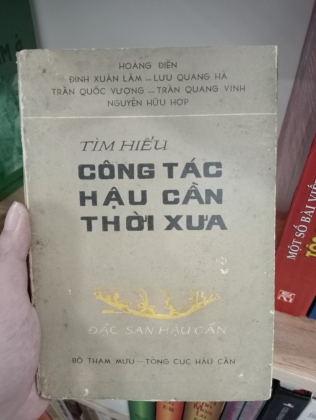 HOÀNG ĐIỀN
ĐINH XUÂN LÂM — LƯU QUANG HÀ
TRẦN QUỐC VƯỢNG — TRẦN QUANG VINH
NGUYỄN HỮU HỢP
TÌM HIỂU
CÔNG TÁC
HẬU CẦN
THỜI XƯA
ĐẶC SAN HẬU CẦN
BỘ THAM MƯU — TỔNG CỤC HẬU CẦN
MỘT SỐ BÀI VIẾ